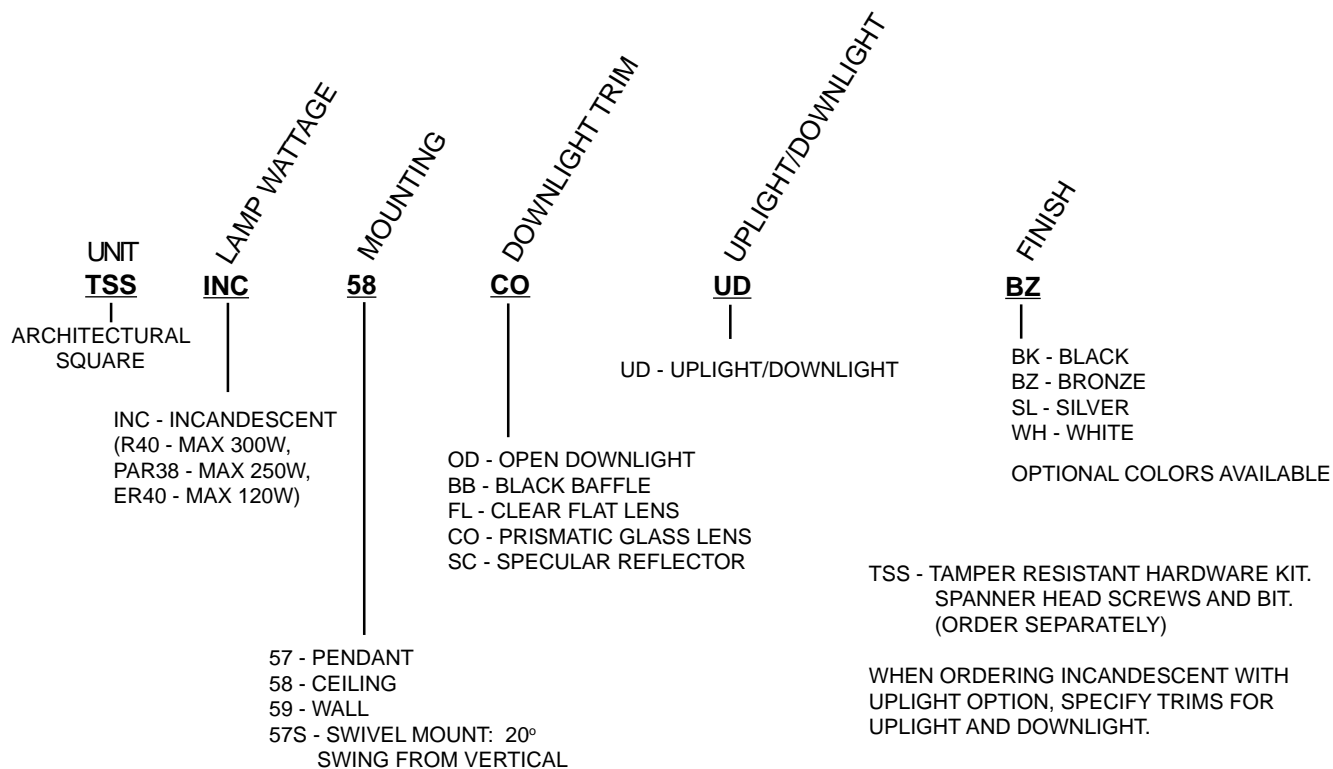 UNIT
LAMP WATTAGE
MOUNTING
DOWNLIGHT TRIM
UPLIGHT/DOWNLIGHT
FINISH
TSS
INC
58
CO
UD
BZ
ARCHITECTURAL
SQUARE
INC - INCANDESCENT
(R40 - MAX 300W,
PAR38 - MAX 250W,
ER40 - MAX 120W)
57 - PENDANT
58 - CEILING
59 - WALL
57S - SWIVEL MOUNT:  20º
SWING FROM VERTICAL
OD - OPEN DOWNLIGHT
BB - BLACK BAFFLE
FL - CLEAR FLAT LENS
CO - PRISMATIC GLASS LENS
SC - SPECULAR REFLECTOR
UD - UPLIGHT/DOWNLIGHT
BK - BLACK
BZ - BRONZE
SL - SILVER
WH - WHITE
OPTIONAL COLORS AVAILABLE
TSS - TAMPER RESISTANT HARDWARE KIT.
SPANNER HEAD SCREWS AND BIT.
(ORDER SEPARATELY)
WHEN ORDERING INCANDESCENT WITH
UPLIGHT OPTION, SPECIFY TRIMS FOR
UPLIGHT AND DOWNLIGHT.